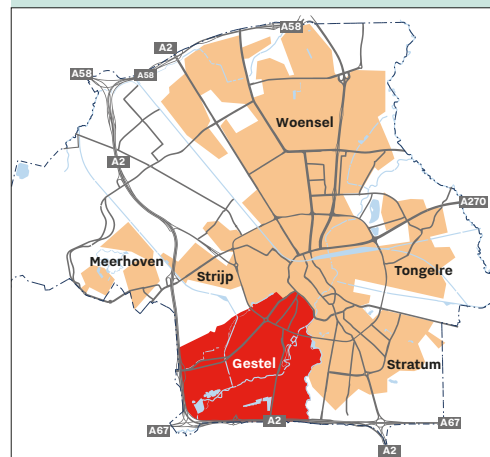 A58
A2
A58
A58
Woensel
A2
A270
Meerhoven
Strijp
Tongelre
Gestel
Stratum
A67
A2
A67
A2